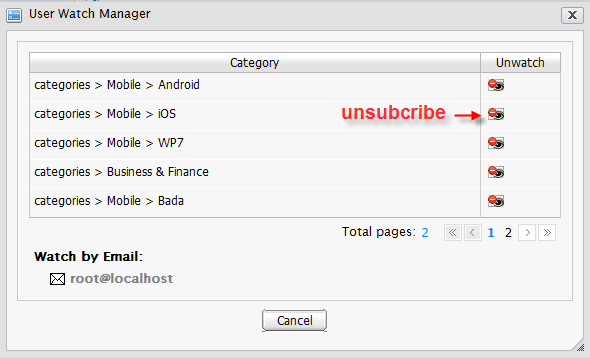 User Watch Manager
Category Unwatch
categories > Mobile > Android
categories > Mobile > iOS unsubcribe
categories > Mobile > WP7
categories > Business & Finance
categories > Mobile > Bada
Total pages: 2 « < 1 2 > »
Watch by Email:
root@localhost
Cancel